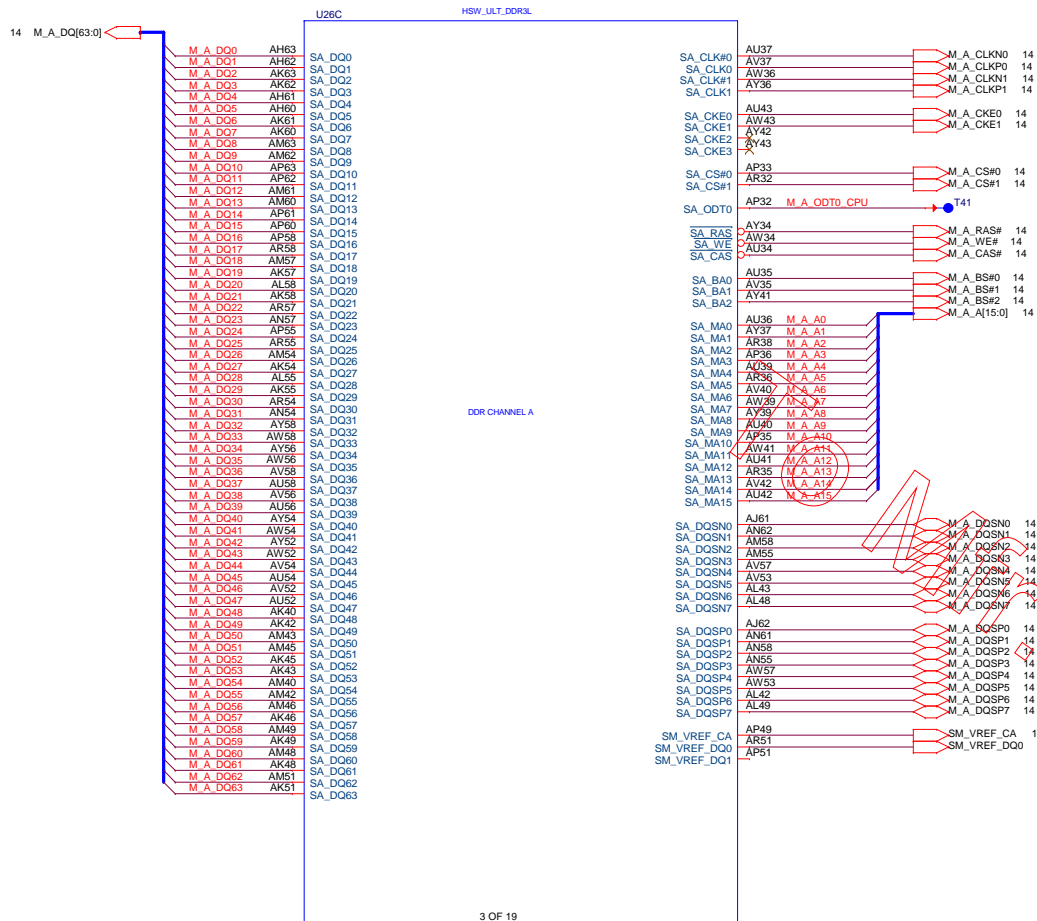 U26C
HSW_ULT_DDR3L
14 M_A_DQ[63:0]
M_A_DQ0 AH63 SA_DQ0
M_A_DQ1 AH62 SA_DQ1
M_A_DQ2 AK63 SA_DQ2
M_A_DQ3 AK62 SA_DQ3
M_A_DQ4 AH61 SA_DQ4
M_A_DQ5 AH60 SA_DQ5
M_A_DQ6 AK61 SA_DQ6
M_A_DQ7 AK60 SA_DQ7
M_A_DQ8 AM63 SA_DQ8
M_A_DQ9 AM62 SA_DQ9
M_A_DQ10 AP63 SA_DQ10
M_A_DQ11 AP62 SA_DQ11
M_A_DQ12 AM61 SA_DQ12
M_A_DQ13 AM60 SA_DQ13
M_A_DQ14 AP61 SA_DQ14
M_A_DQ15 AP60 SA_DQ15
M_A_DQ16 AP58 SA_DQ16
M_A_DQ17 AR58 SA_DQ17
M_A_DQ18 AM57 SA_DQ18
M_A_DQ19 AK57 SA_DQ19
M_A_DQ20 AL58 SA_DQ20
M_A_DQ21 AK58 SA_DQ21
M_A_DQ22 AR57 SA_DQ22
M_A_DQ23 AN57 SA_DQ23
M_A_DQ24 AP55 SA_DQ24
M_A_DQ25 AR55 SA_DQ25
M_A_DQ26 AM54 SA_DQ26
M_A_DQ27 AK54 SA_DQ27
M_A_DQ28 AL55 SA_DQ28
M_A_DQ29 AK55 SA_DQ29
M_A_DQ30 AR54 SA_DQ30
M_A_DQ31 AN54 SA_DQ31
M_A_DQ32 AY58 SA_DQ32
M_A_DQ33 AW58 SA_DQ33
M_A_DQ34 AY56 SA_DQ34
M_A_DQ35 AW56 SA_DQ35
M_A_DQ36 AV58 SA_DQ36
M_A_DQ37 AU58 SA_DQ37
M_A_DQ38 AV56 SA_DQ38
M_A_DQ39 AU56 SA_DQ39
M_A_DQ40 AY54 SA_DQ40
M_A_DQ41 AW54 SA_DQ41
M_A_DQ42 AY52 SA_DQ42
M_A_DQ43 AW52 SA_DQ43
M_A_DQ44 AV54 SA_DQ44
M_A_DQ45 AU54 SA_DQ45
M_A_DQ46 AV52 SA_DQ46
M_A_DQ47 AU52 SA_DQ47
M_A_DQ48 AK40 SA_DQ48
M_A_DQ49 AK42 SA_DQ49
M_A_DQ50 AM43 SA_DQ50
M_A_DQ51 AM45 SA_DQ51
M_A_DQ52 AK45 SA_DQ52
M_A_DQ53 AK43 SA_DQ53
M_A_DQ54 AM40 SA_DQ54
M_A_DQ55 AM42 SA_DQ55
M_A_DQ56 AM46 SA_DQ56
M_A_DQ57 AK46 SA_DQ57
M_A_DQ58 AM49 SA_DQ58
M_A_DQ59 AK49 SA_DQ59
M_A_DQ60 AM48 SA_DQ60
M_A_DQ61 AK48 SA_DQ61
M_A_DQ62 AM51 SA_DQ62
M_A_DQ63 AK51 SA_DQ63
DDR CHANNEL A
SA_CLK#0 AU37 M_A_CLKN0 14
SA_CLK0 AV37 M_A_CLKP0 14
SA_CLK#1 AW36 M_A_CLKN1 14
SA_CLK1 AY36 M_A_CLKP1 14
SA_CKE0 AU43 M_A_CKE0 14
SA_CKE1 AW43 M_A_CKE1 14
SA_CKE2 AY42
SA_CKE3 AY43
SA_CS#0 AP33 M_A_CS#0 14
SA_CS#1 AR32 M_A_CS#1 14
SA_ODT0 AP32 M_A_ODT0_CPU T41
SA_RAS AY34 M_A_RAS# 14
SA_WE AW34 M_A_WE# 14
SA_CAS AU34 M_A_CAS# 14
SA_BA0 AU35 M_A_BS#0 14
SA_BA1 AV35 M_A_BS#1 14
SA_BA2 AY41 M_A_BS#2 14
M_A_A[15:0] 14
SA_MA0 AU36 M_A_A0
SA_MA1 AY37 M_A_A1
SA_MA2 AR38 M_A_A2
SA_MA3 AP36 M_A_A3
SA_MA4 AU39 M_A_A4
SA_MA5 AR36 M_A_A5
SA_MA6 AV40 M_A_A6
SA_MA7 AW39 M_A_A7
SA_MA8 AY39 M_A_A8
SA_MA9 AU40 M_A_A9
SA_MA10 AP35 M_A_A10
SA_MA11 AW41 M_A_A11
SA_MA12 AU41 M_A_A12
SA_MA13 AR35 M_A_A13
SA_MA14 AV42 M_A_A14
SA_MA15 AU42 M_A_A15
SA_DQSN0 AJ61 M_A_DQSN0 14
SA_DQSN1 AN62 M_A_DQSN1 14
SA_DQSN2 AM58 M_A_DQSN2 14
SA_DQSN3 AM55 M_A_DQSN3 14
SA_DQSN4 AV57 M_A_DQSN4 14
SA_DQSN5 AV53 M_A_DQSN5 14
SA_DQSN6 AL43 M_A_DQSN6 14
SA_DQSN7 AL48 M_A_DQSN7 14
SA_DQSP0 AJ62 M_A_DQSP0 14
SA_DQSP1 AN61 M_A_DQSP1 14
SA_DQSP2 AN58 M_A_DQSP2 14
SA_DQSP3 AN55 M_A_DQSP3 14
SA_DQSP4 AW57 M_A_DQSP4 14
SA_DQSP5 AW53 M_A_DQSP5 14
SA_DQSP6 AL42 M_A_DQSP6 14
SA_DQSP7 AL49 M_A_DQSP7 14
SM_VREF_CA AP49 SM_VREF_CA 1
SM_VREF_DQ0 AR51 SM_VREF_DQ0
SM_VREF_DQ1 AP51
3 OF 19